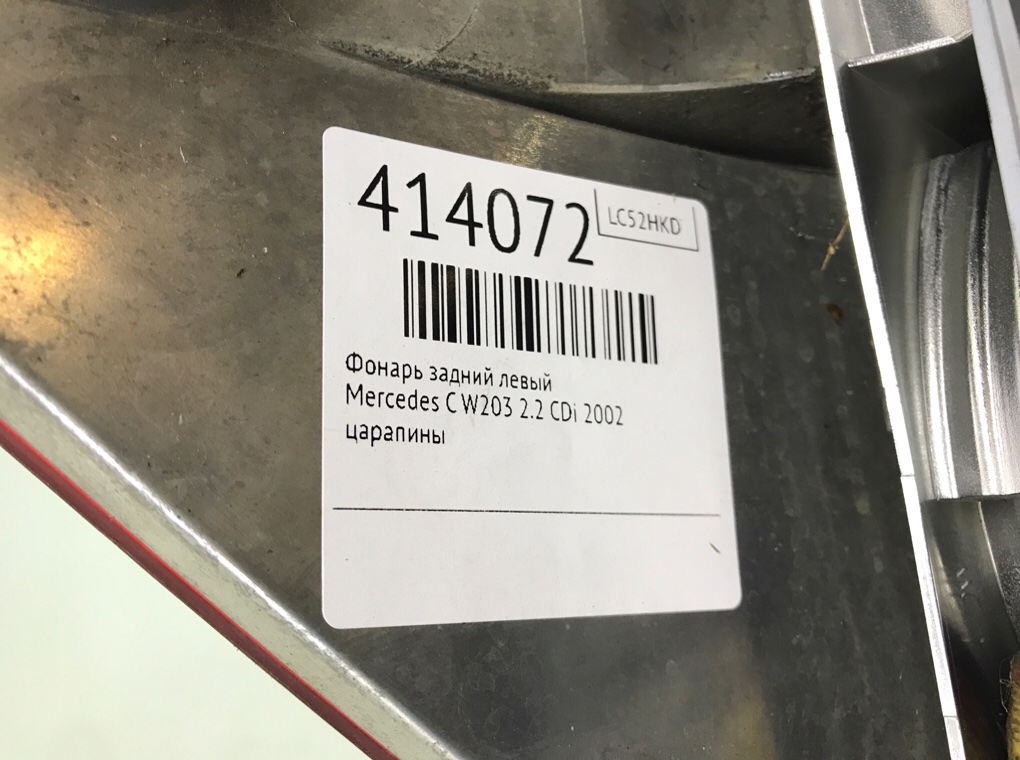 414072
LC52HKD
Фонарь задний левый
Mercedes C W203 2.2 CDi 2002
царапины